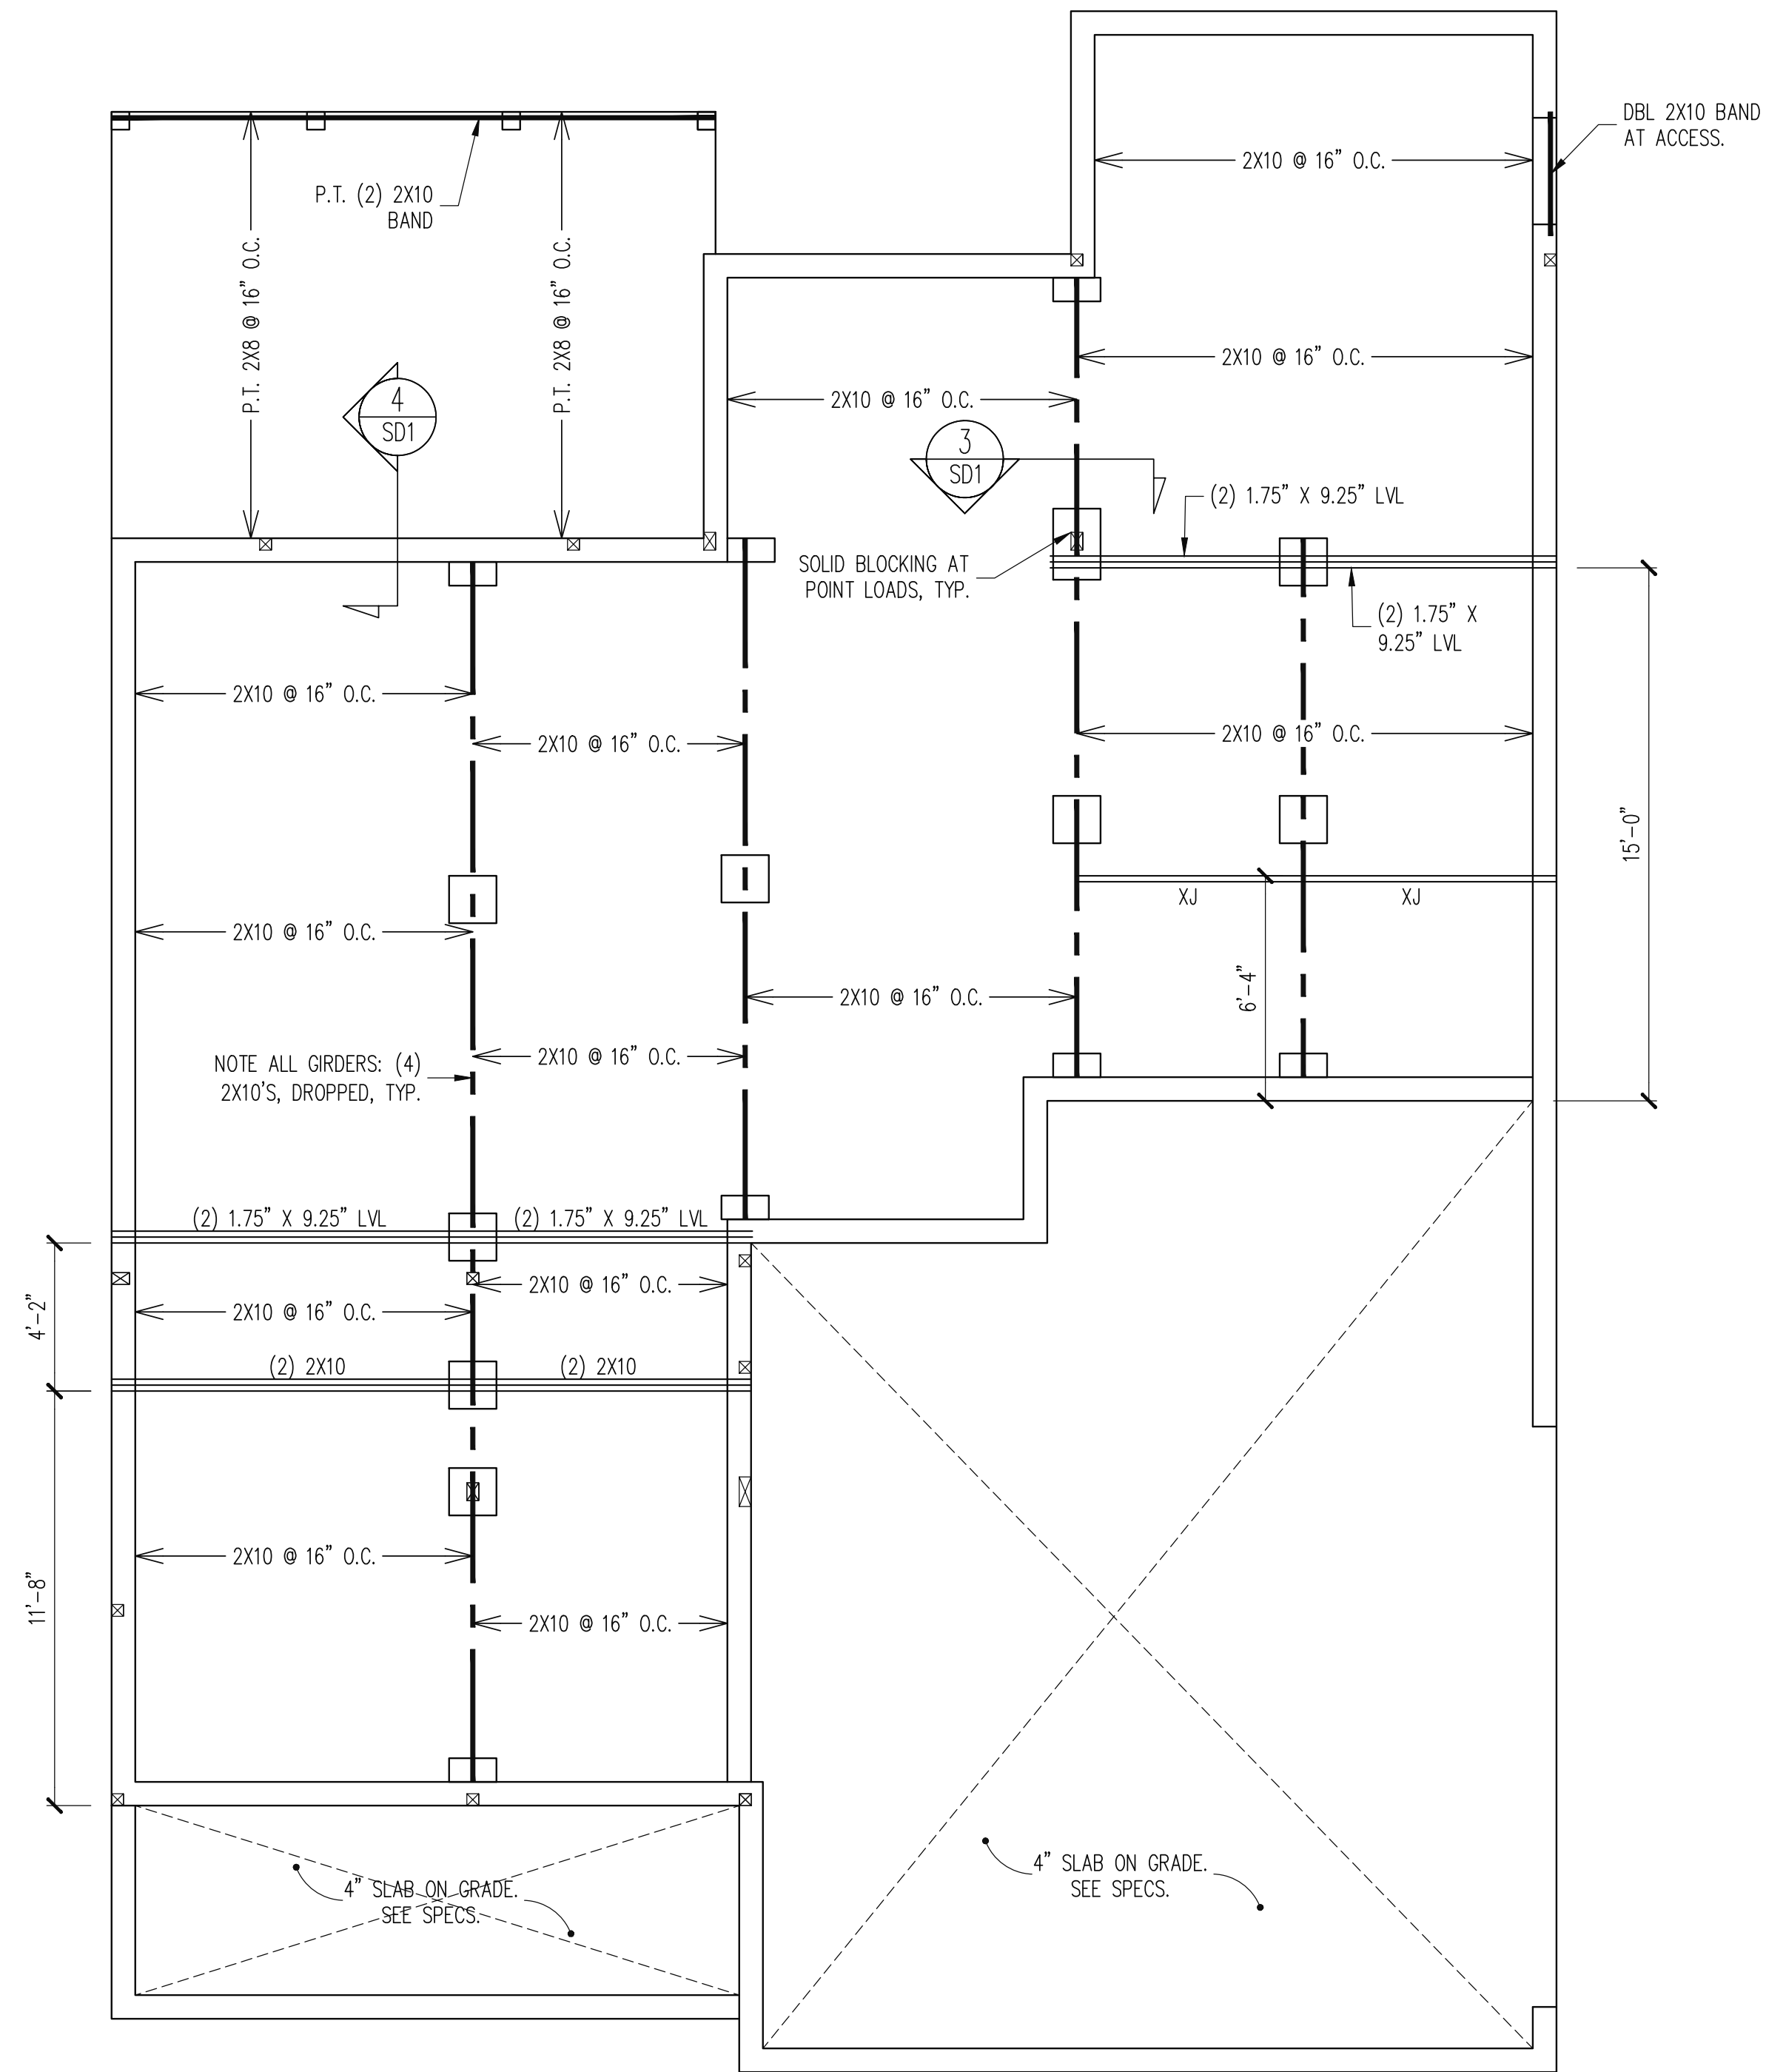 DBL 2X10 BAND
AT ACCESS.
2X10 @ 16" O.C.
P.T. (2) 2X10
BAND
P.T. 2X8 @ 16" O.C.
P.T. 2X8 @ 16" O.C.
2X10 @ 16" O.C.
2X10 @ 16" O.C.
4
SD1
3
SD1
(2) 1.75" X 9.25" LVL
SOLID BLOCKING AT
POINT LOADS, TYP.
(2) 1.75" X
9.25" LVL
2X10 @ 16" O.C.
2X10 @ 16" O.C.
2X10 @ 16" O.C.
15'-0"
XJ
XJ
2X10 @ 16" O.C.
6'-4"
2X10 @ 16" O.C.
2X10 @ 16" O.C.
NOTE ALL GIRDERS: (4)
2X10'S, DROPPED, TYP.
(2) 1.75" X 9.25" LVL
(2) 1.75" X 9.25" LVL
2X10 @ 16" O.C.
2X10 @ 16" O.C.
4'-2"
(2) 2X10
(2) 2X10
2X10 @ 16" O.C.
11'-8"
2X10 @ 16" O.C.
4" SLAB ON GRADE.
SEE SPECS.
4" SLAB ON GRADE.
SEE SPECS.